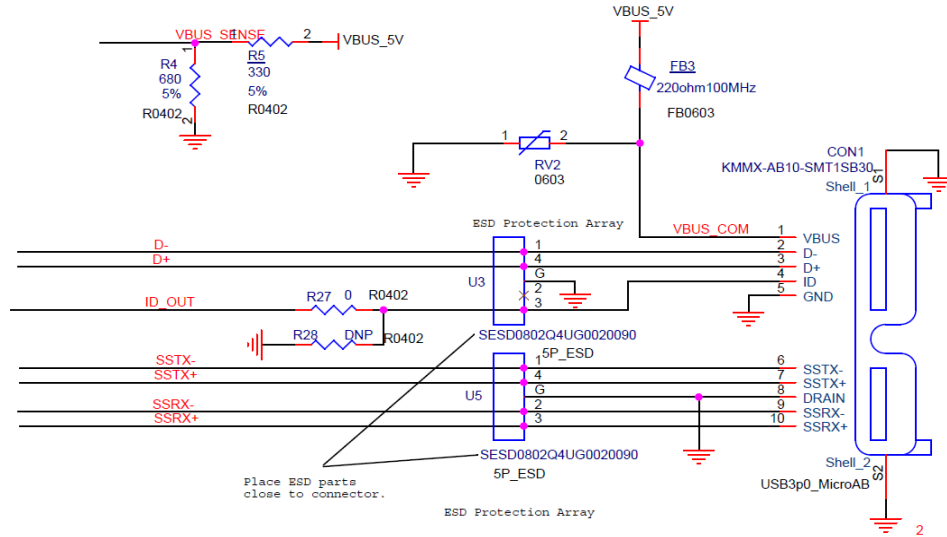 VBUS_5V
VBUS_SENSE
1
2
VBUS_5V
1
R4
680
5%
R0402
2
R5
330
5%
R0402
FB3
220ohm100MHz
FB0603
1
2
RV2
0603
CON1
KMMX-AB10-SMT1SB30
S1
Shell_1
ESD Protection Array
VBUS_COM
1
VBUS
D-
1
2
D-
D+
4
3
D+
U3
G
4
ID
2
5
GND
ID_OUT
R27
0
R0402
3
R28
DNP
R0402
SESD0802Q4UG0020090
5P_ESD
SSTX-
1
6
SSTX-
SSTX+
4
7
SSTX+
U5
G
8
DRAIN
SSRX-
2
9
SSRX-
SSRX+
3
10
SSRX+
SESD0802Q4UG0020090
5P_ESD
Shell_2
S2
USB3p0_MicroAB
Place ESD parts
close to connector.
ESD Protection Array
2